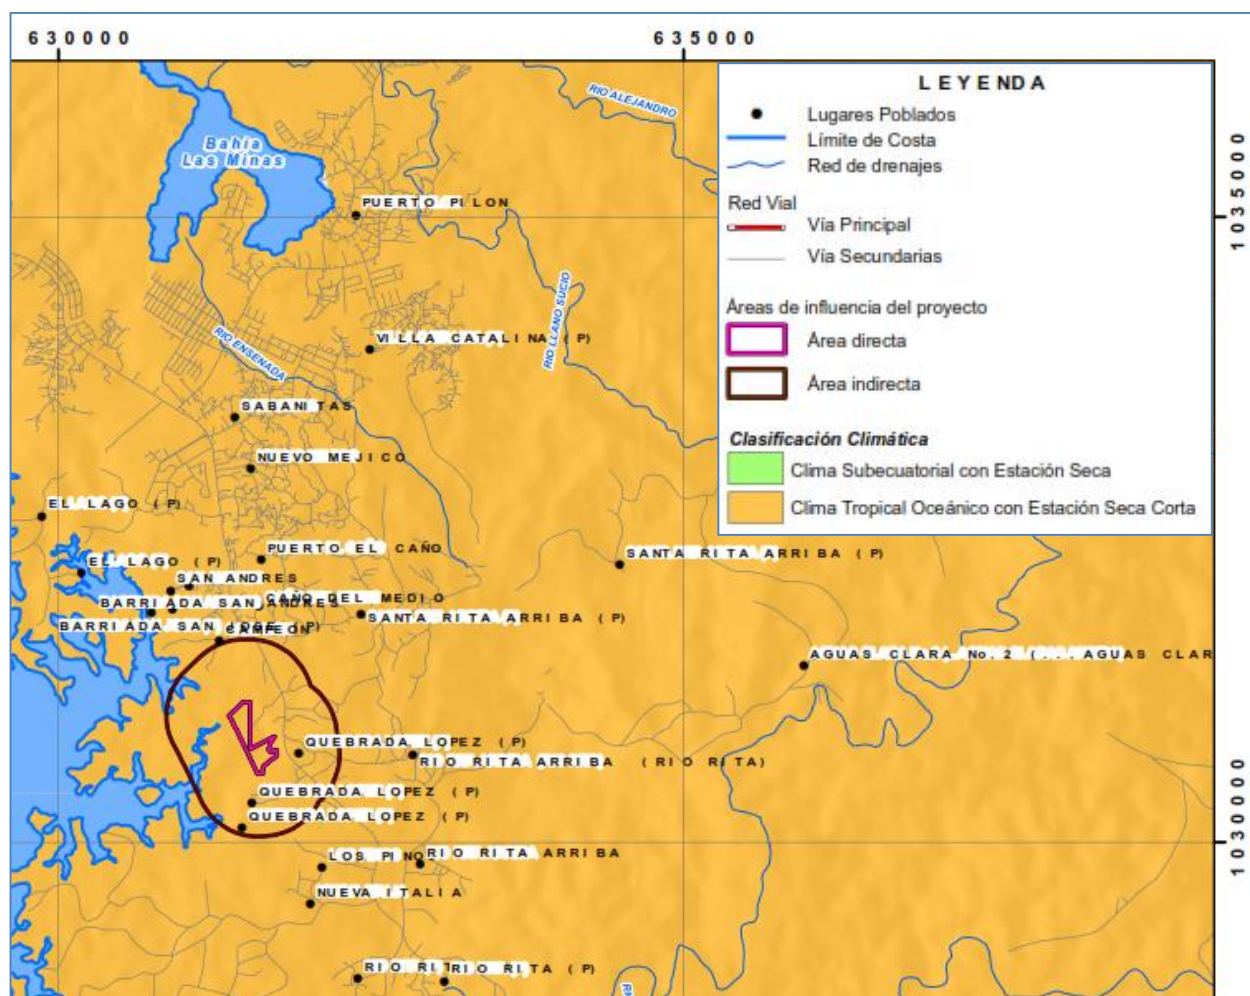 630000
635000
LEYENDA
Lugares Poblados
Límite de Costa
Red de drenajes
Red Vial
Vía Principal
Vía Secundarias
Áreas de influencia del proyecto
Área directa
Área indirecta
Clasificación Climática
Clima Subecuatorial con Estación Seca
Clima Tropical Oceánico con Estación Seca Corta
1035000
1030000
RIO ALEJANDRO
Bahía
Las Minas
PUERTO PILON
RIO LLANO SUCIO
RIO ENSENADA
VILLA CATALINA (P)
SABANITAS
NUEVO MEJICO
EL LAGO (P)
PUERTO EL CAÑO
EL LAGO (P)
SAN ANDRES
SANTA RITA ARRIBA (P)
CAÑO DEL MEDIO
BARRIADA SAN ANDRES
SANTA RITA ARRIBA (P)
BARRIADA SAN JOSE (P)
CAMPEON
AGUAS CLARA No. 2 (... AGUAS CLAR
QUEBRADA LOPEZ (P)
RIO RITA ARRIBA (RIO RITA)
QUEBRADA LOPEZ (P)
QUEBRADA LOPEZ (P)
LOS PINO
RIO RITA ARRIBA
NUEVA ITALIA
RIO RIT
RIO RITA (P)